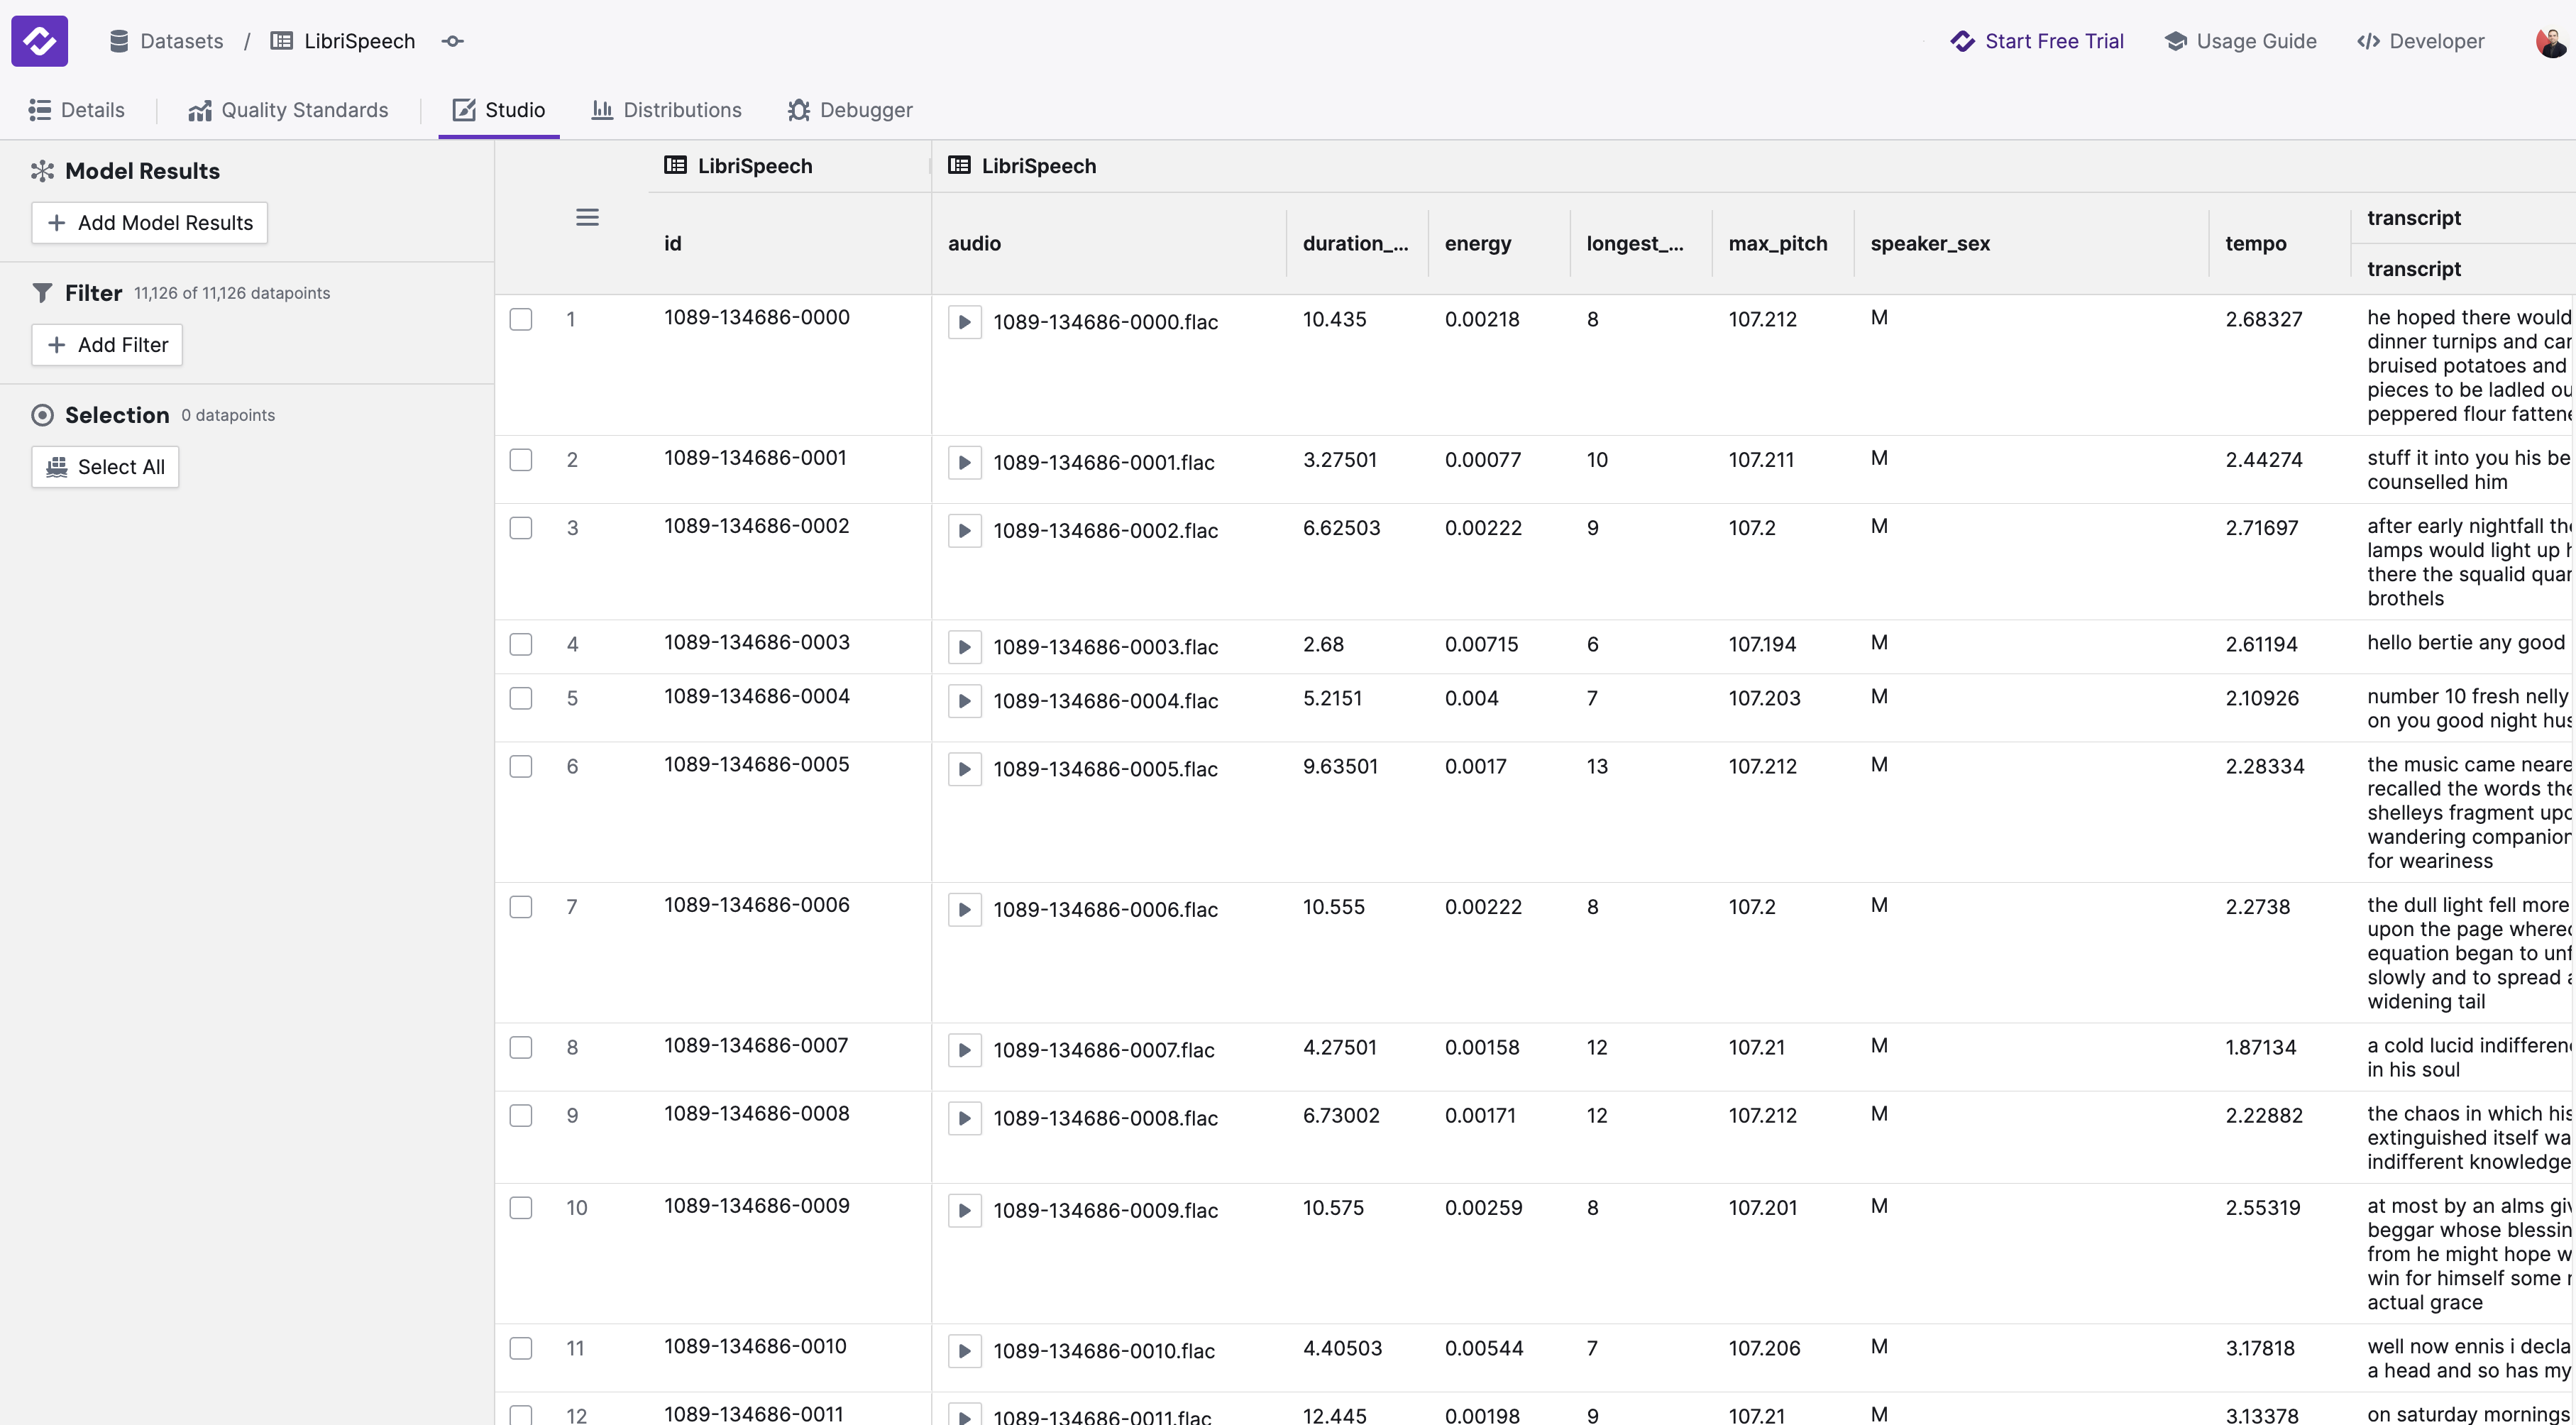 Datasets / LibriSpeech
Start Free Trial Usage Guide Developer
Details Quality Standards Studio Distributions Debugger
Model Results
Add Model Results
Filter 11,126 of 11,126 datapoints
Add Filter
Selection 0 datapoints
Select All
LibriSpeech LibriSpeech
id audio duration_... energy longest_... max_pitch speaker_sex tempo transcript
transcript
1 1089-134686-0000 1089-134686-0000.flac 10.435 0.00218 8 107.212 M 2.68327 he hoped there would
dinner turnips and
bruised potatoes and
pieces to be ladled
peppered flour
2 1089-134686-0001 1089-134686-0001.flac 3.27501 0.00077 10 107.211 M 2.44274 stuff it into you his
counselled him
3 1089-134686-0002 1089-134686-0002.flac 6.62503 0.00222 9 107.2 M 2.71697 after early nightfall
lamps would light up
there the squalid
brothels
4 1089-134686-0003 1089-134686-0003.flac 2.68 0.00715 6 107.194 M 2.61194 hello bertie any good
5 1089-134686-0004 1089-134686-0004.flac 5.2151 0.004 7 107.203 M 2.10926 number 10 fresh nelly
on you good night
6 1089-134686-0005 1089-134686-0005.flac 9.63501 0.0017 13 107.212 M 2.28334 the music came
recalled the words
shelleys fragment
wandering
for weariness
7 1089-134686-0006 1089-134686-0006.flac 10.555 0.00222 8 107.2 M 2.2738 the dull light fell more
upon the page
equation began to
slowly and to spread
widening tail
8 1089-134686-0007 1089-134686-0007.flac 4.27501 0.00158 12 107.21 M 1.87134 a cold lucid
in his soul
9 1089-134686-0008 1089-134686-0008.flac 6.73002 0.00171 12 107.212 M 2.22882 the chaos in which his
extinguished itself
indifferent knowledge
10 1089-134686-0009 1089-134686-0009.flac 10.575 0.00259 8 107.201 M 2.55319 at most by an alms
beggar whose
from he might hope
win for himself some
actual grace
11 1089-134686-0010 1089-134686-0010.flac 4.40503 0.00544 7 107.206 M 3.17818 well now ennis i
a head and so has my
12 1089-134686-0011 1089-134686-0011.flac 12.445 0.00198 9 107.21 M 3.13378 on saturday mornings